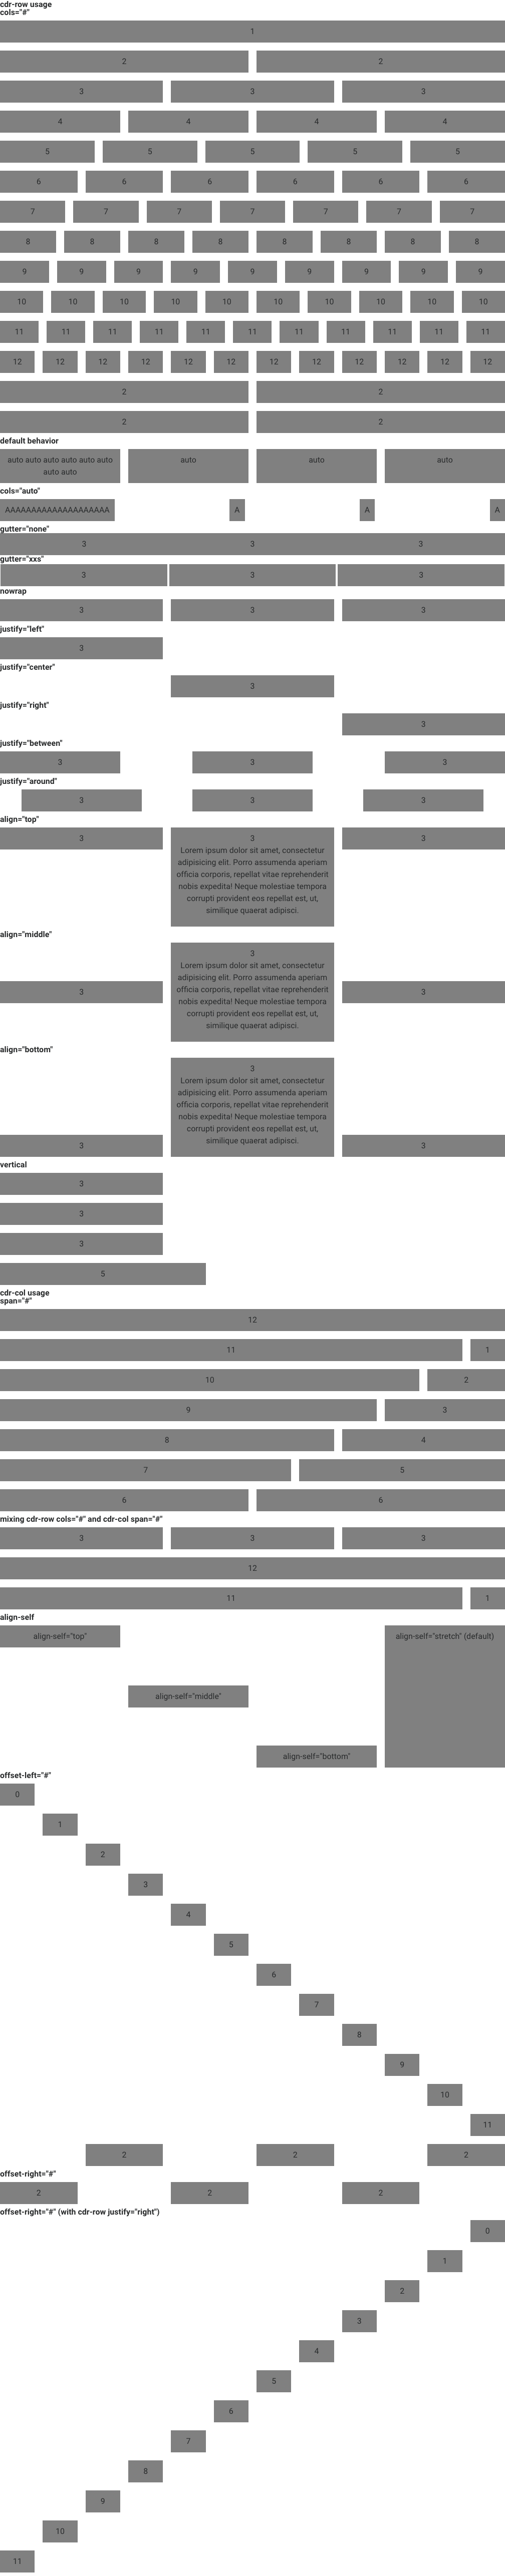 cdr-row usage
cols="#"
1
2 2
3 3 3
4 4 4 4
5 5 5 5 5
6 6 6 6 6 6
7 7 7 7 7 7 7
8 8 8 8 8 8 8 8
9 9 9 9 9 9 9 9 9
10 10 10 10 10 10 10 10 10 10
11 11 11 11 11 11 11 11 11 11 11
12 12 12 12 12 12 12 12 12 12 12 12
2 2
2 2
default behavior
auto auto auto auto auto auto auto auto auto
auto auto
cols="auto"
AAAAAAAAAAAAAAAAAAAA A A A
gutter="none"
3 3 3
gutter="xxs"
3 3 3
nowrap
3 3 3
justify="left"
3
justify="center"
3
justify="right"
3
justify="between"
3 3 3
justify="around"
3 3 3
align="top"
3 3 3
Lorem ipsum dolor sit amet, consectetur
adipisicing elit. Porro assumenda aperiam
officia corporis, repellat vitae reprehenderit
nobis expedita! Neque molestiae tempora
corrupti provident eos repellat est, ut,
similique quaerat adipisci.
align="middle"
3
Lorem ipsum dolor sit amet, consectetur
adipisicing elit. Porro assumenda aperiam
officia corporis, repellat vitae reprehenderit
3 3
nobis expedita! Neque molestiae tempora
corrupti provident eos repellat est, ut,
similique quaerat adipisci.
align="bottom"
3
Lorem ipsum dolor sit amet, consectetur
adipisicing elit. Porro assumenda aperiam
officia corporis, repellat vitae reprehenderit
nobis expedita! Neque molestiae tempora
corrupti provident eos repellat est, ut,
similique quaerat adipisci.
3 3
vertical
3
3
3
5
cdr-col usage
span="#"
12
11 1
10 2
9 3
8 4
7 5
6 6
mixing cdr-row cols="#" and cdr-col span="#"
3 3 3
12
11 1
align-self
align-self="top" align-self="stretch" (default)
align-self="middle"
align-self="bottom"
offset-left="#"
0
1
2
3
4
5
6
7
8
9
10
11
2 2 2
offset-right="#"
2 2 2
offset-right="#" (with cdr-row justify="right")
0
1
2
3
4
5
6
7
8
9
10
11